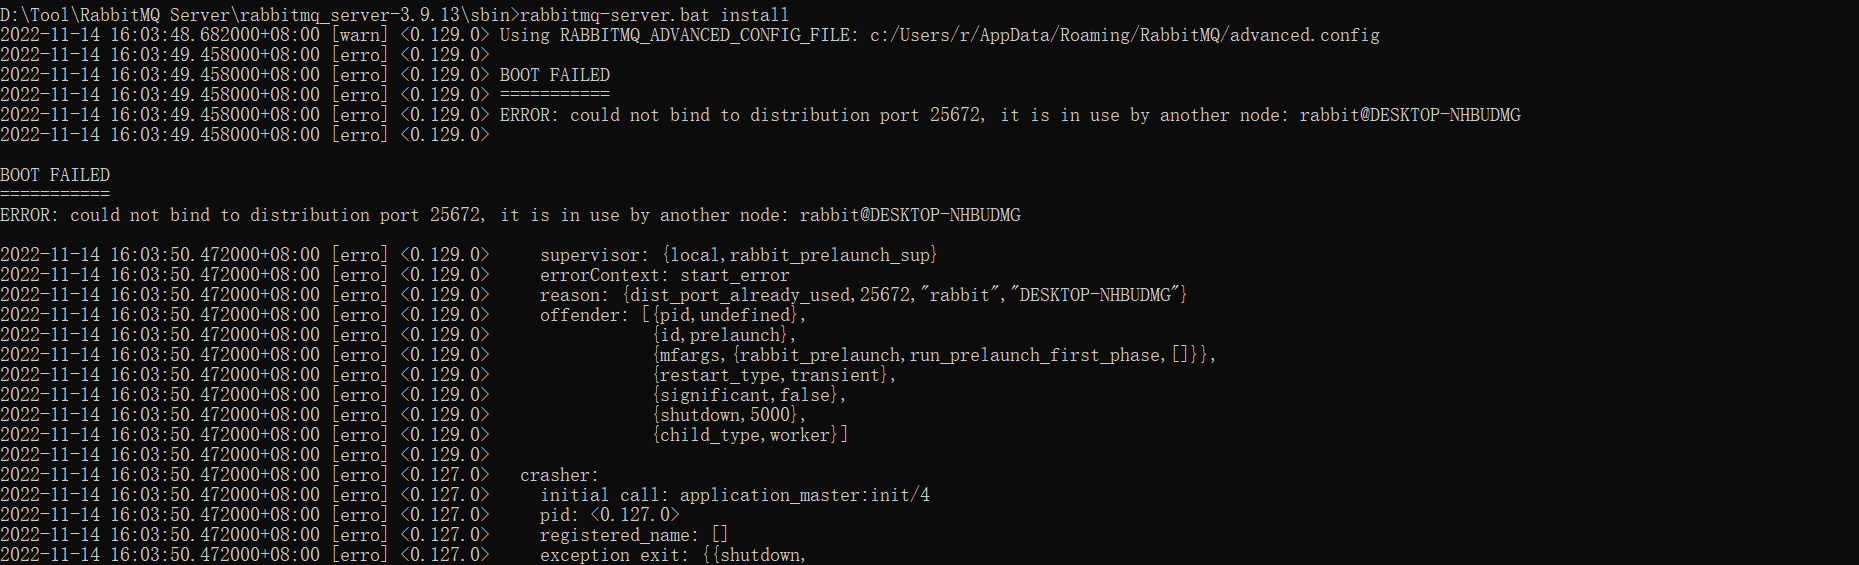 D:\Tool\RabbitMQ Server\rabbitmq_server-3.9.13\sbin>rabbitmq-server.bat install
2022-11-14 16:03:48.682000+08:00 [warn] <0.129.0> Using RABBITMQ_ADVANCED_CONFIG_FILE: c:/Users/r/AppData/Roaming/RabbitMQ/advanced.config
2022-11-14 16:03:49.458000+08:00 [erro] <0.129.0>
2022-11-14 16:03:49.458000+08:00 [erro] <0.129.0> BOOT FAILED
2022-11-14 16:03:49.458000+08:00 [erro] <0.129.0> ===========
2022-11-14 16:03:49.458000+08:00 [erro] <0.129.0> ERROR: could not bind to distribution port 25672, it is in use by another node: rabbit@DESKTOP-NHBUDMG
2022-11-14 16:03:49.458000+08:00 [erro] <0.129.0>
BOOT FAILED
===========
ERROR: could not bind to distribution port 25672, it is in use by another node: rabbit@DESKTOP-NHBUDMG
2022-11-14 16:03:50.472000+08:00 [erro] <0.129.0>     supervisor: {local,rabbit_prelaunch_sup}
2022-11-14 16:03:50.472000+08:00 [erro] <0.129.0>     errorContext: start_error
2022-11-14 16:03:50.472000+08:00 [erro] <0.129.0>     reason: {dist_port_already_used,25672,"rabbit","DESKTOP-NHBUDMG"}
2022-11-14 16:03:50.472000+08:00 [erro] <0.129.0>     offender: [{pid,undefined},
2022-11-14 16:03:50.472000+08:00 [erro] <0.129.0>                {id,prelaunch},
2022-11-14 16:03:50.472000+08:00 [erro] <0.129.0>                {mfargs,{rabbit_prelaunch,run_prelaunch_first_phase,[]}},
2022-11-14 16:03:50.472000+08:00 [erro] <0.129.0>                {restart_type,transient},
2022-11-14 16:03:50.472000+08:00 [erro] <0.129.0>                {significant,false},
2022-11-14 16:03:50.472000+08:00 [erro] <0.129.0>                {shutdown,5000},
2022-11-14 16:03:50.472000+08:00 [erro] <0.129.0>                {child_type,worker}]
2022-11-14 16:03:50.472000+08:00 [erro] <0.129.0>
2022-11-14 16:03:50.472000+08:00 [erro] <0.127.0>   crasher:
2022-11-14 16:03:50.472000+08:00 [erro] <0.127.0>     initial call: application_master:init/4
2022-11-14 16:03:50.472000+08:00 [erro] <0.127.0>     pid: <0.127.0>
2022-11-14 16:03:50.472000+08:00 [erro] <0.127.0>     registered_name: []
2022-11-14 16:03:50.472000+08:00 [erro] <0.127.0>     exception exit: {{shutdown,